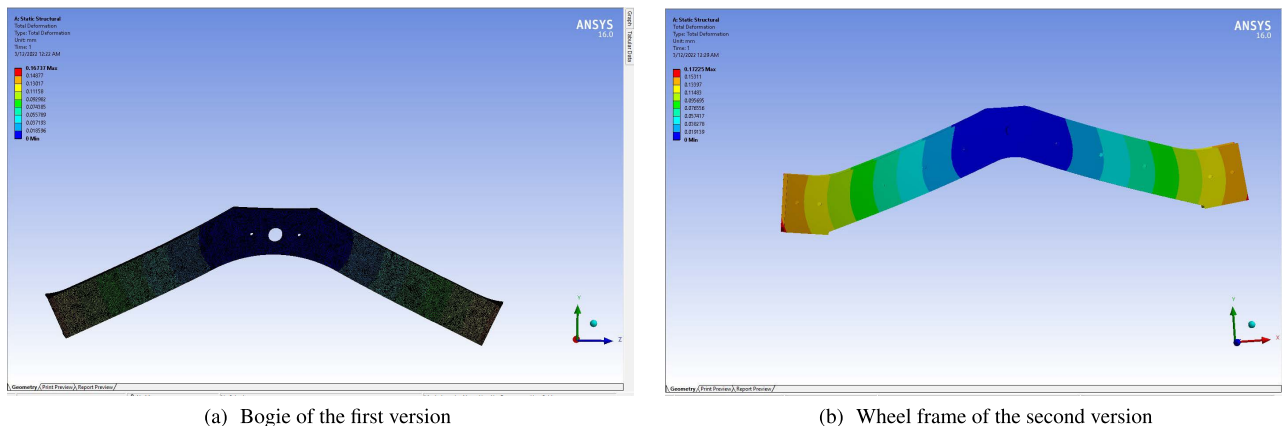 A: Static Structural
Total Deformation
Type: Total Deformation
Unit: mm
Time: 1
3/12/2022 12:22 AM
0.16737 Max
0.14877
0.13017
0.11158
0.092982
0.074385
0.055789
0.037193
0.018596
0 Min
ANSYS
16.0
Graph
Tabular Data
Y
Z
Geometry / Print Preview / Report Preview
(a) Bogie of the first version
A: Static Structural
Total Deformation
Type: Total Deformation
Unit: mm
Time: 1
3/12/2022 12:29 AM
0.17225 Max
0.15311
0.13397
0.11483
0.095695
0.076556
0.057417
0.038278
0.019139
0 Min
ANSYS
16.0
Y
X
Geometry / Print Preview / Report Preview
(b) Wheel frame of the second version